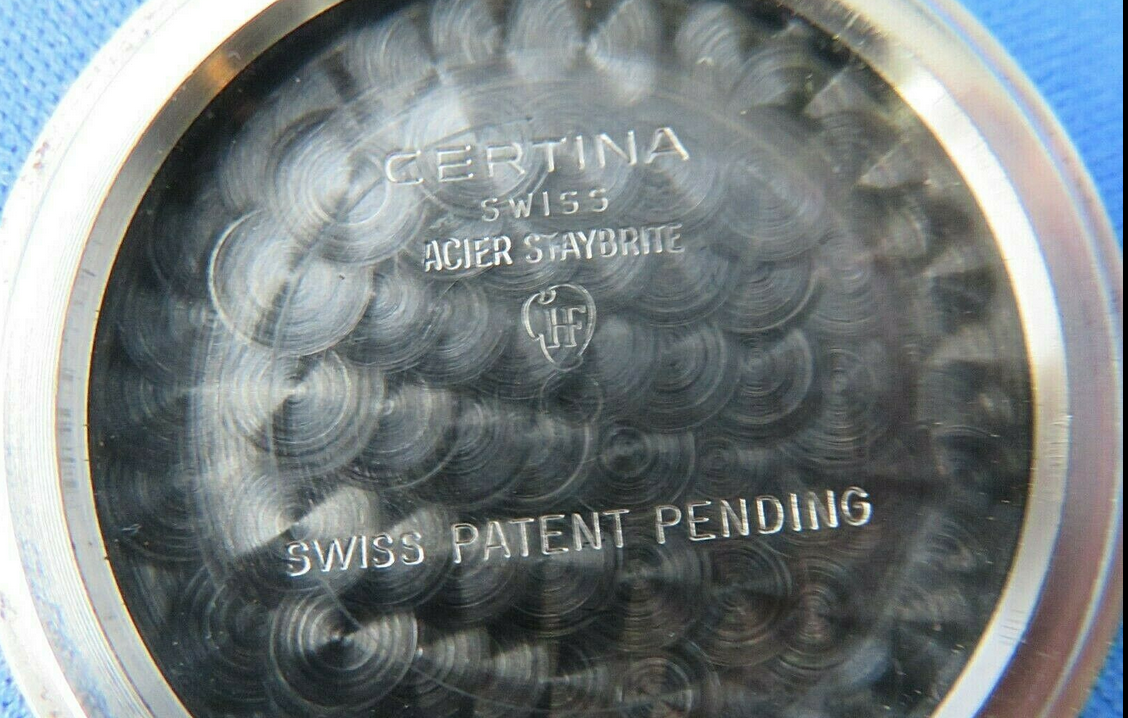 CERTINA
SWISS
ACIER STAYBRITE
HF
SWISS PATENT PENDING